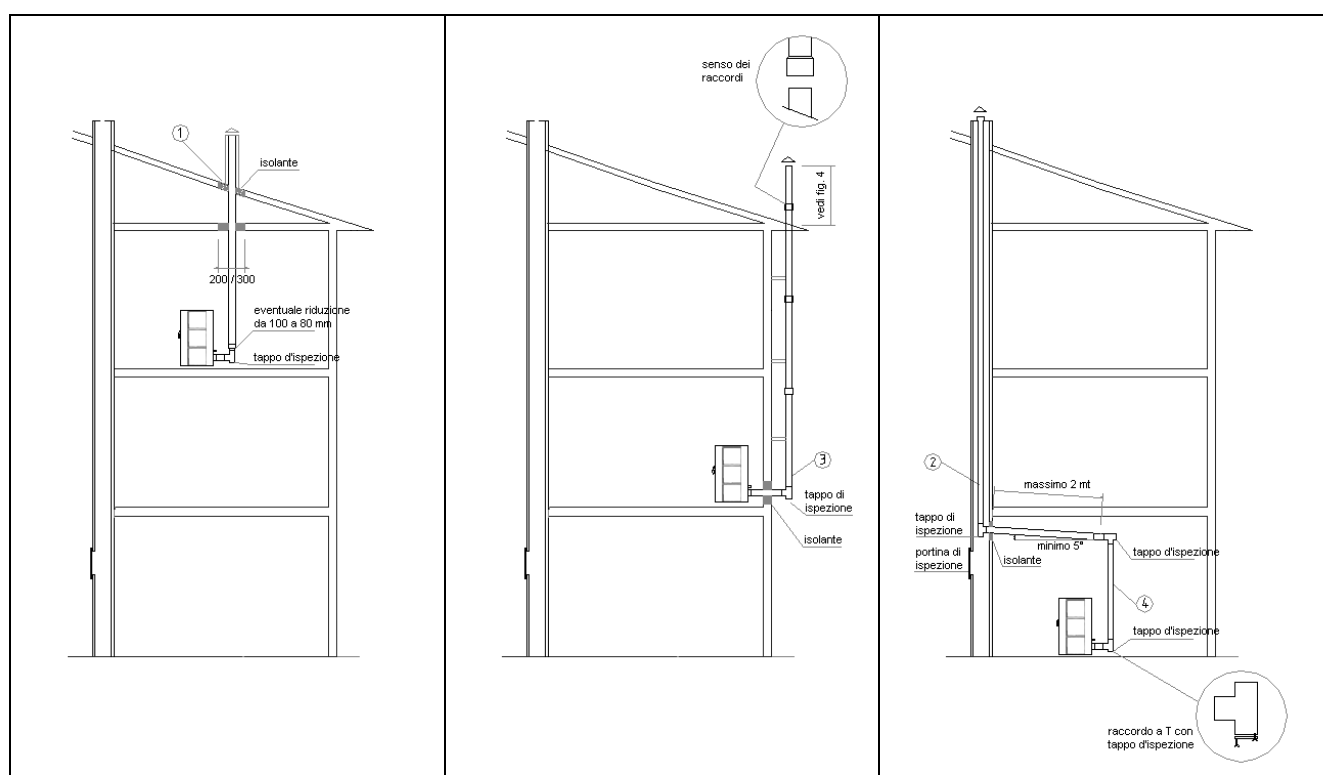 1
isolante
200 / 300
eventuale riduzione
da 100 a 80 mm
tappo d'ispezione
senso dei
raccordi
vedi fig. 4
3
tappo di
ispezione
isolante
2
massimo 2 mt
tappo di
ispezione
minimo 5°
portina di
ispezione
isolante
tappo d'ispezione
4
tappo d'ispezione
raccordo a T con
tappo d'ispezione